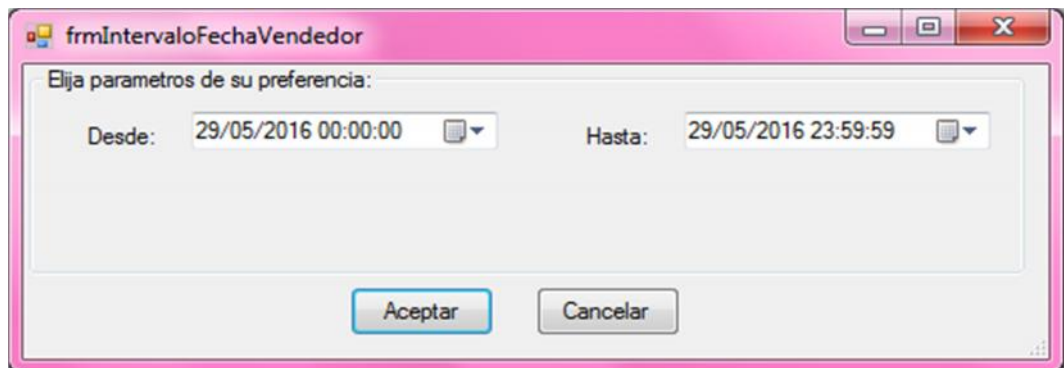 frmIntervaloFechaVendedor
Elija parametros de su preferencia:
Desde: 29/05/2016 00:00:00 Hasta: 29/05/2016 23:59:59
Aceptar Cancelar